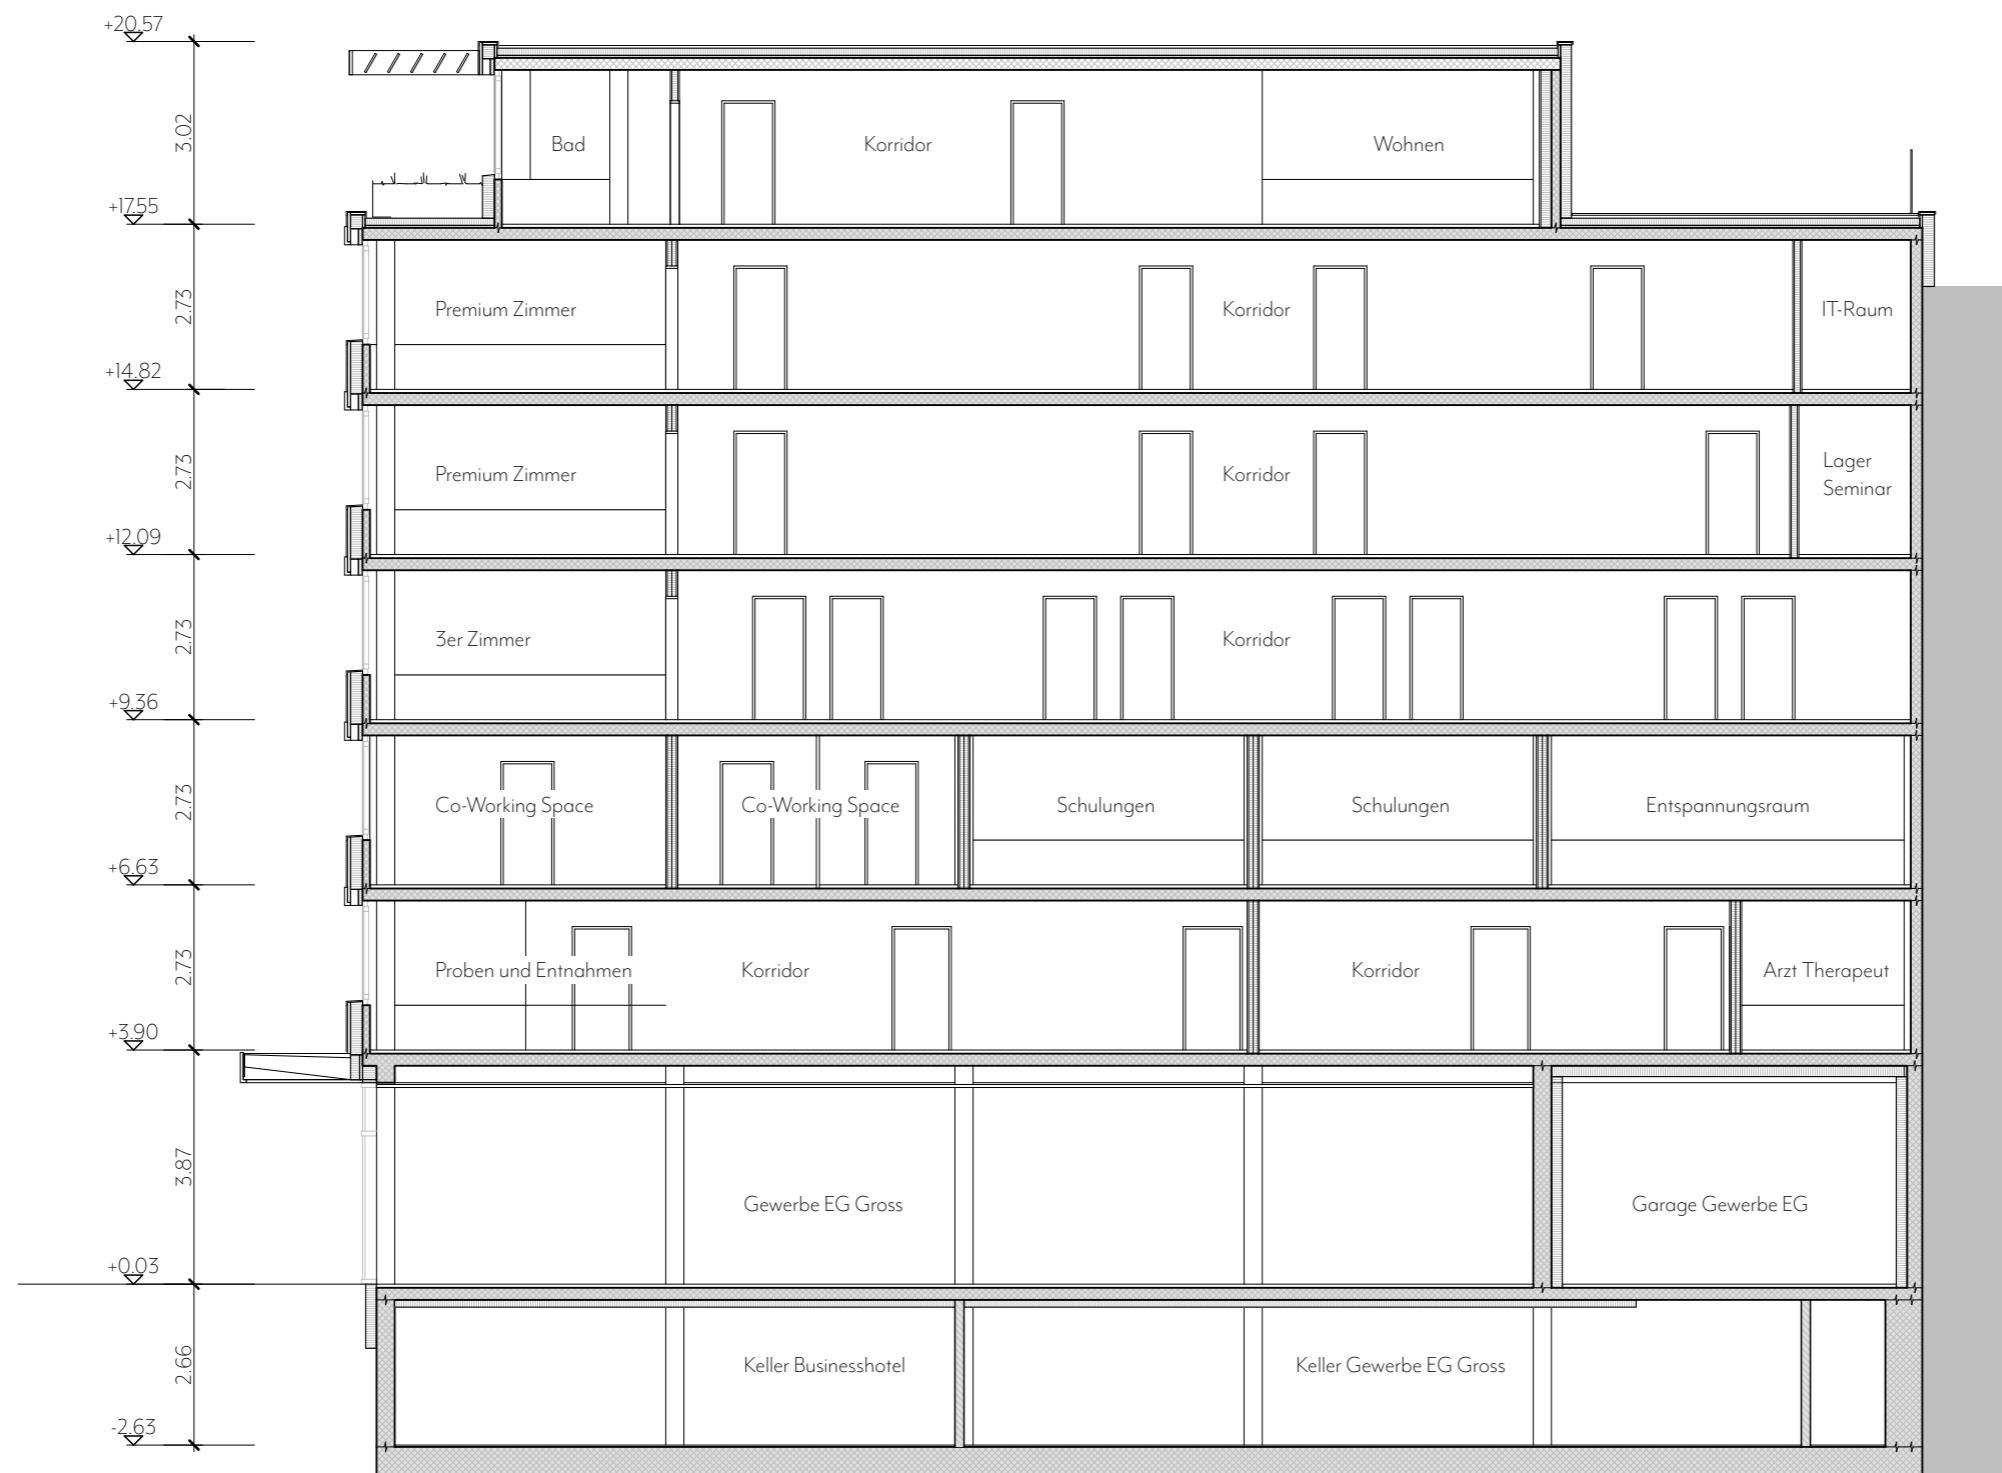 +20.57
3.02
Bad
Korridor
Wohnen
+17.55
2.73
Premium Zimmer
Korridor
IT-Raum
+14.82
2.73
Premium Zimmer
Korridor
Lager
Seminar
+12.09
2.73
3er Zimmer
Korridor
+9.36
2.73
Co-Working Space
Co-Working Space
Schulungen
Schulungen
Entspannungsraum
+6.63
2.73
Proben und Entnahmen
Korridor
Korridor
Arzt Therapeut
+3.90
3.87
Gewerbe EG Gross
Garage Gewerbe EG
+0.03
2.66
Keller Businesshotel
Keller Gewerbe EG Gross
-2.63